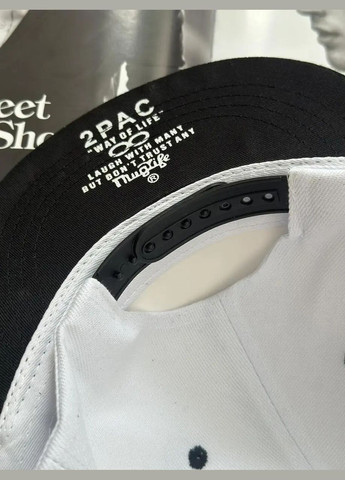 eet
Sho
2PAC
"WAY OF LIFE"
LAUGH WITH MANY
BUT DON'T TRUST ANY
ThugLife
®